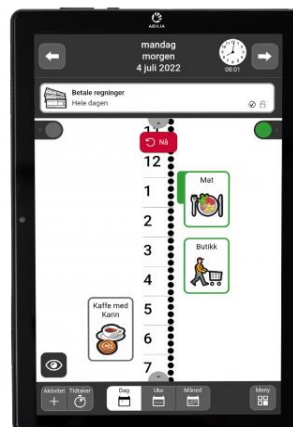 ABILIA
mandag
morgen
4 juli 2022
08:01
Betale regninger
Hele dagen
11
Nå
12
1
Mat
2
3
Butikk
4
Kaffe med
Karin
5
6
7
Aktivitet
Tidtaker
Dag
Uke
Måned
Meny